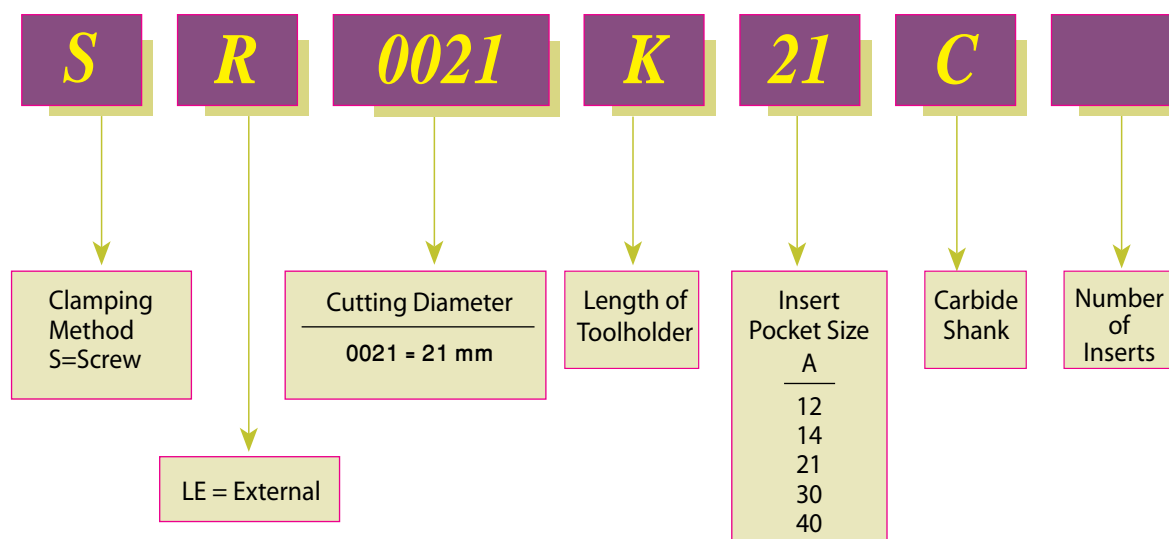 S R 0021 K 21 C
Clamping
Method
S=Screw
LE = External
Cutting Diameter
0021 = 21 mm
Length of
Toolholder
Insert
Pocket Size
A
12
14
21
30
40
Carbide
Shank
Number
of
Inserts